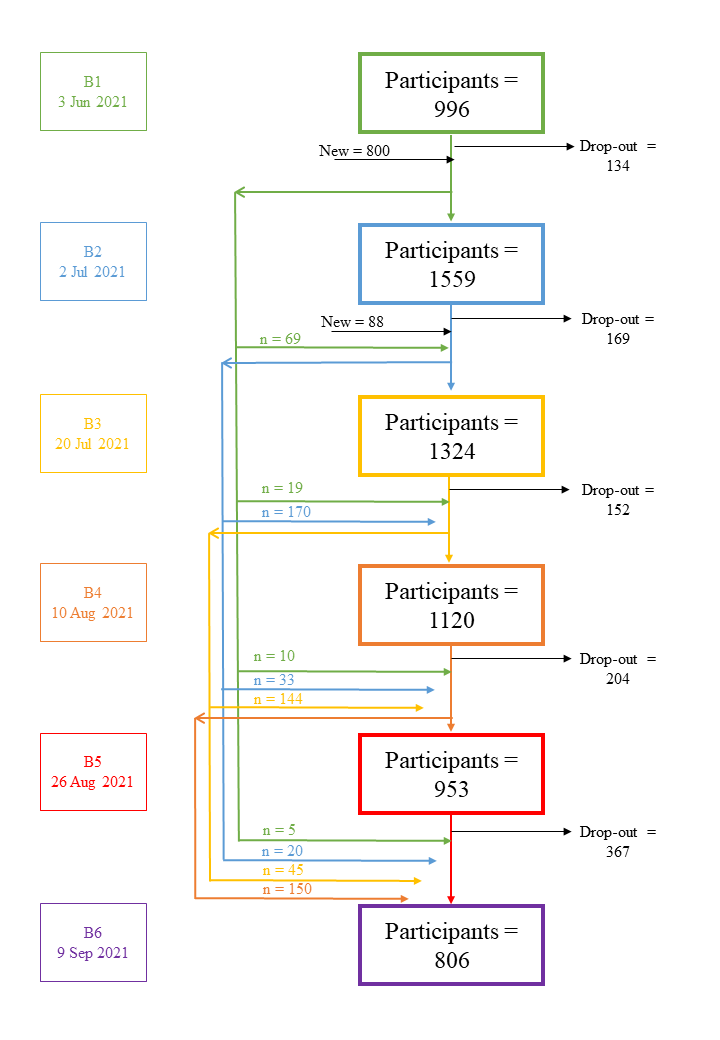 B1
3 Jun 2021
Participants =
996
New = 800
Drop-out =
134
B2
2 Jul 2021
Participants =
1559
New = 88
Drop-out =
169
n = 69
B3
20 Jul 2021
Participants =
1324
Drop-out =
152
n = 19
n = 170
B4
10 Aug 2021
Participants =
1120
Drop-out =
204
n = 10
n = 33
n = 144
B5
26 Aug 2021
Participants =
953
Drop-out =
367
n = 5
n = 20
n = 45
n = 150
B6
9 Sep 2021
Participants =
806